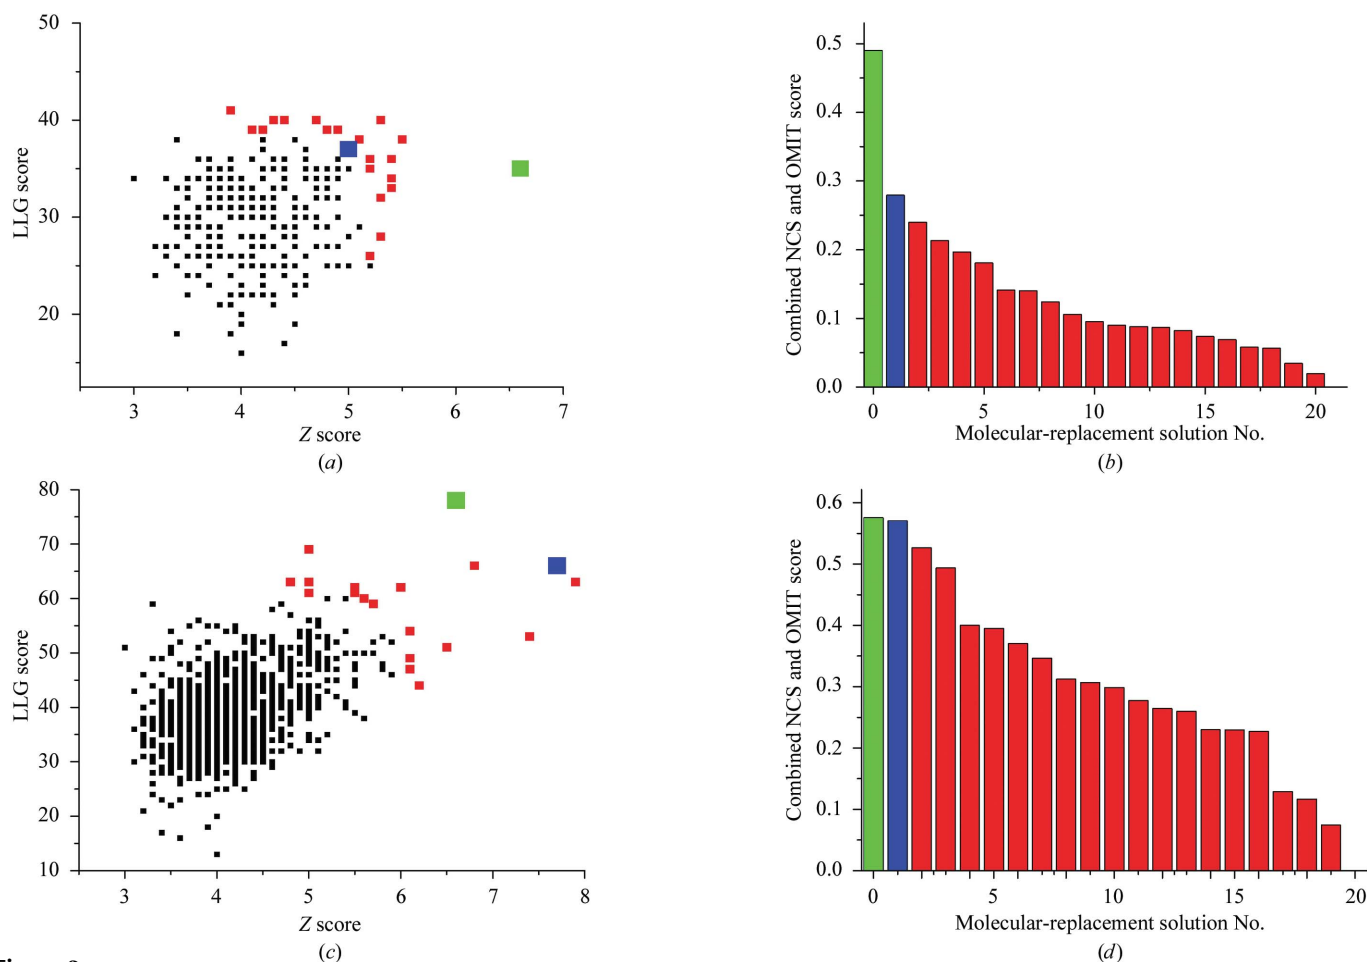 50
40
30
20
LLG score
3 4 5 6 7
Z score
(a)
0.5
0.4
0.3
0.2
0.1
0.0
Combined NCS and OMIT score
0 5 10 15 20
Molecular-replacement solution No.
(b)
80
70
60
50
40
30
20
10
LLG score
3 4 5 6 7 8
Z score
(c)
0.6
0.5
0.4
0.3
0.2
0.1
0.0
Combined NCS and OMIT score
0 5 10 15 20
Molecular-replacement solution No.
(d)